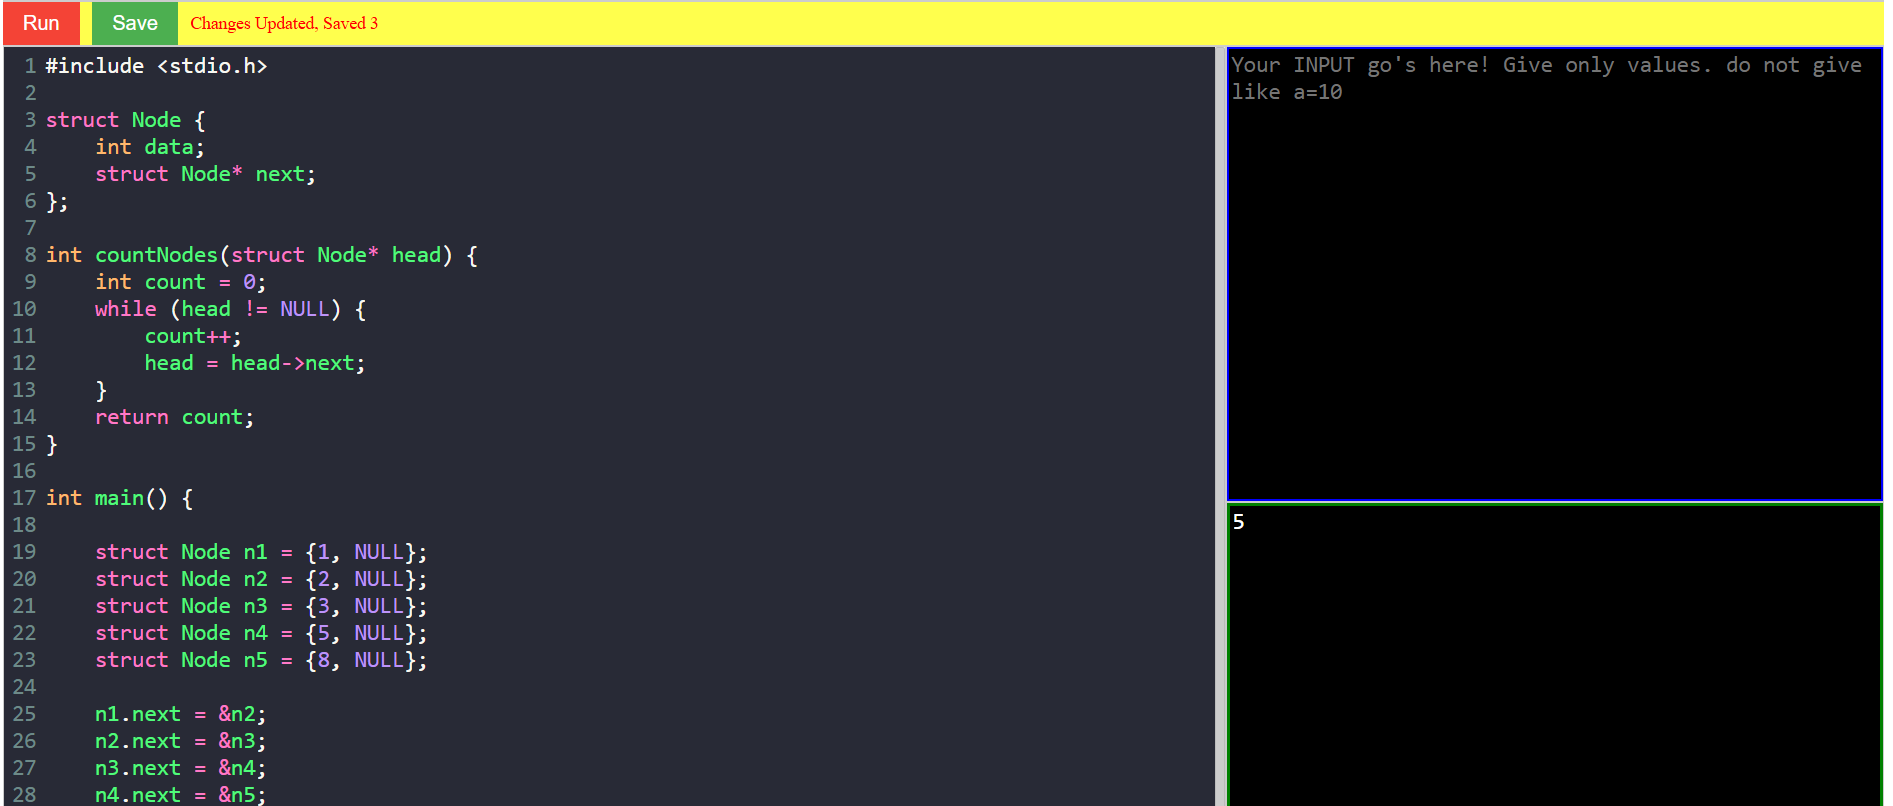 Run Save Changes Updated, Saved 3
1 #include <stdio.h>
2
3 struct Node {
4     int data;
5     struct Node* next;
6 };
7
8 int countNodes(struct Node* head) {
9     int count = 0;
10     while (head != NULL) {
11         count++;
12         head = head->next;
13     }
14     return count;
15 }
16
17 int main() {
18
19     struct Node n1 = {1, NULL};
20     struct Node n2 = {2, NULL};
21     struct Node n3 = {3, NULL};
22     struct Node n4 = {5, NULL};
23     struct Node n5 = {8, NULL};
24
25     n1.next = &n2;
26     n2.next = &n3;
27     n3.next = &n4;
28     n4.next = &n5;
Your INPUT go's here! Give only values. do not give
like a=10
5